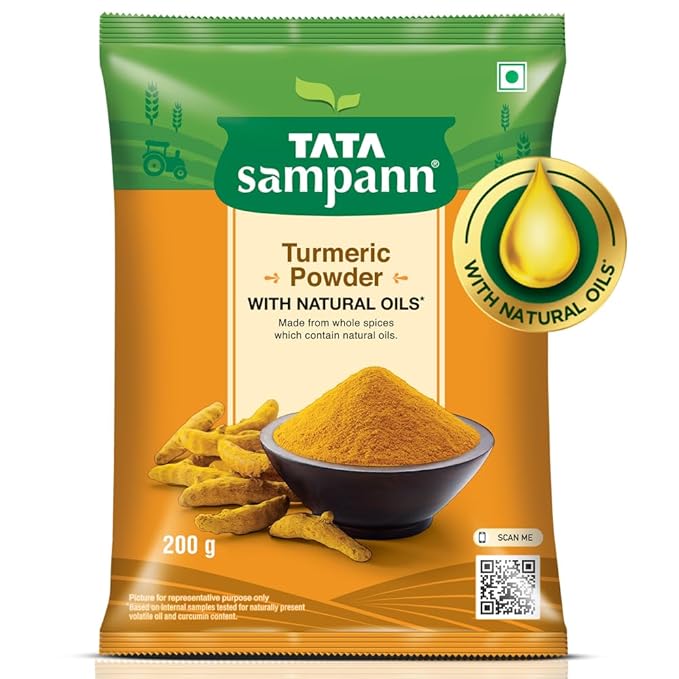 TATA
sampann®
Turmeric
Powder
WITH NATURAL OILS*
Made from whole spices
which contain natural oils.
WITH NATURAL OILS*
200 g
SCAN ME
Picture for representative purpose only
*Based on internal samples tested for naturally present
volatile oil and curcumin content.